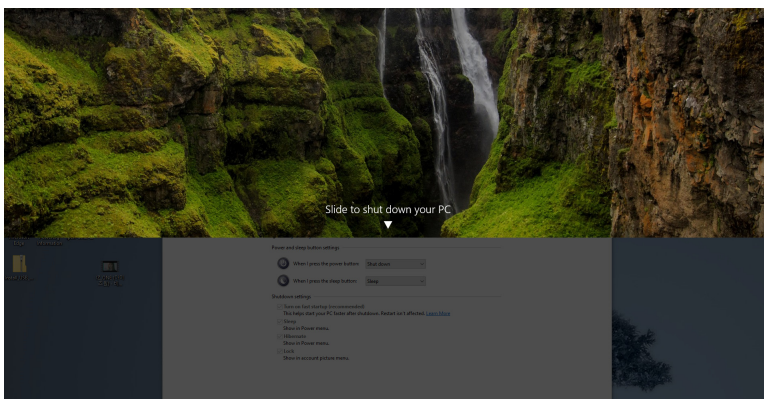 Slide to shut down your PC
Power and sleep button settings
When I press the power button:
Shut down
When I press the sleep button:
Sleep
Shutdown settings
Turn on fast startup (recommended)
This helps start your PC faster after shutdown. Restart isn't affected. Learn More
Sleep
Show in Power menu.
Hibernate
Show in Power menu.
Lock
Show in account picture menu.